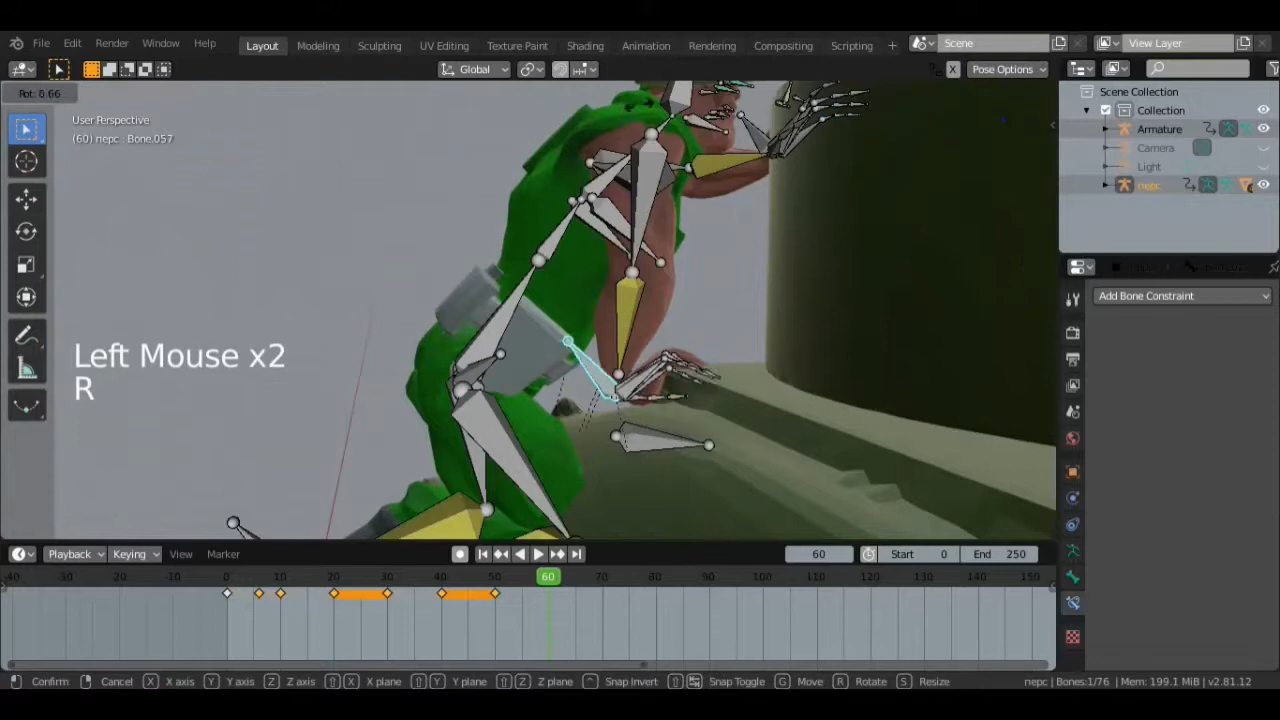 File Edit Render Window Help Layout Modeling Sculpting UV Editing Texture Paint Shading Animation Rendering Compositing Scripting + Scene View Layer
Global X Pose Options
Rot: 6.66
User Perspective
(60) nepc : Bone.057
Scene Collection
Collection
Armature
Camera
Light
nepc
Add Bone Constraint
Left Mouse x2
R
Playback Keying View Marker 60 Start 0 End 250
-40 -30 -20 -10 0 10 20 30 40 50 60 70 80 90 100 110 120 130 140 150
Confirm Cancel X X axis Y Y axis Z Z axis X X plane Y Y plane Z Z plane Snap Invert Snap Toggle G Move R Rotate S Resize nepc | Bones:1/76 | Mem: 199.1 MiB | v2.81.12